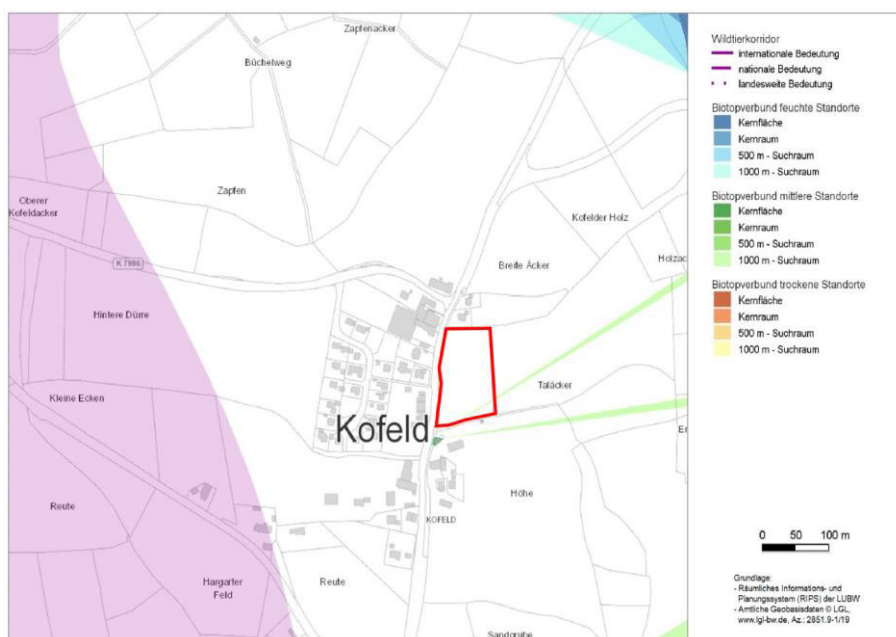 Zapfenacker
Büchelweg
Zapfen
Oberer
Kofeldacker
Kofelder Holz
K 7986
Breite Äcker
Hintere Dürre
Kleine Ecken
Taläcker
Kofeld
Reute
Höhe
KOFELD
Hargarter
Feld
Reute
Sandgrube
Wildtierkorridor
internationale Bedeutung
nationale Bedeutung
landesweite Bedeutung
Biotopverbund feuchte Standorte
Kernfläche
Kernraum
500 m - Suchraum
1000 m - Suchraum
Biotopverbund mittlere Standorte
Kernfläche
Kernraum
500 m - Suchraum
1000 m - Suchraum
Biotopverbund trockene Standorte
Kernfläche
Kernraum
500 m - Suchraum
1000 m - Suchraum
0 50 100 m
Grundlage:
- Räumliches Informations- und
Planungssystem (RIPS) der LUBW
- Amtliche Geobasisdaten © LGL,
www.lgl-bw.de, Az.: 2851.9-1/19